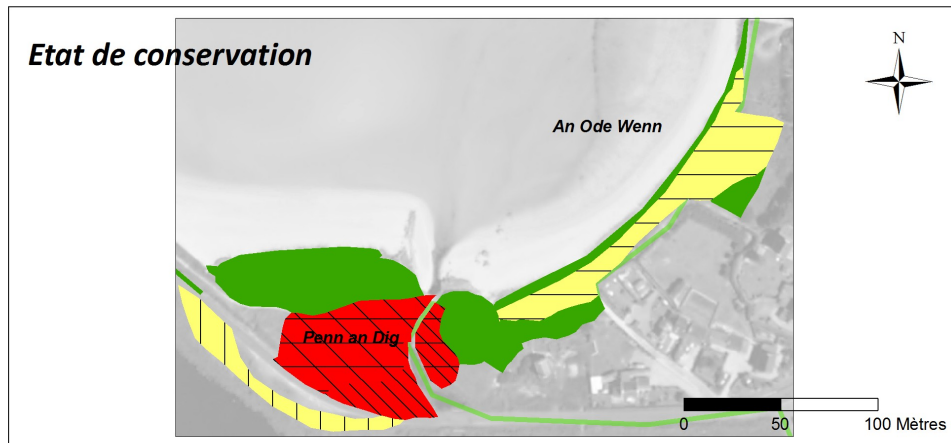 Etat de conservation
N
An Ode Wenn
Penn an Dig
0 50 100 Mètres